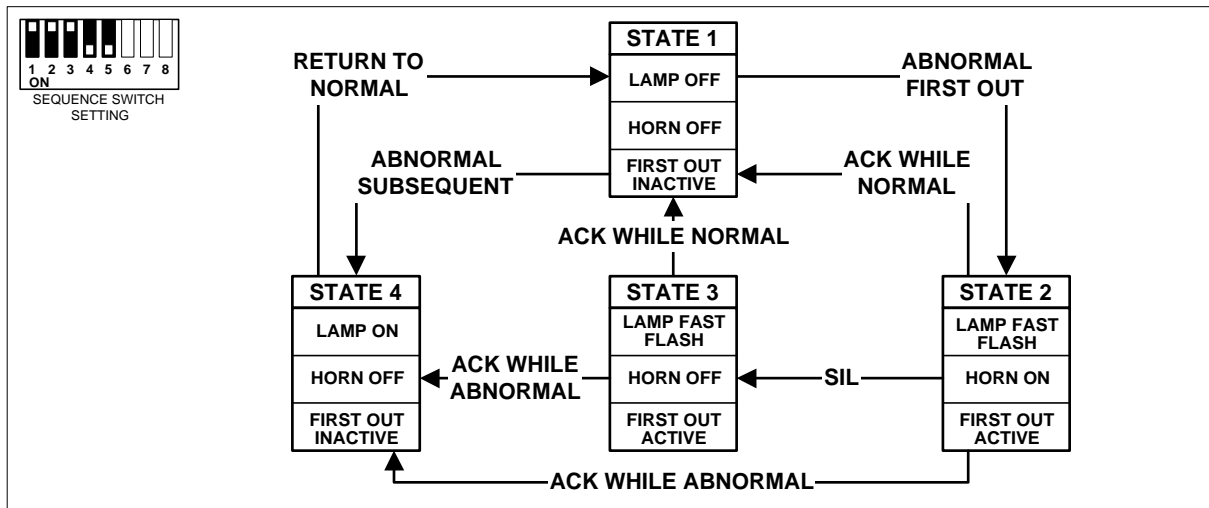 1 2 3 4 5 6 7 8
ON
SEQUENCE SWITCH
SETTING
RETURN TO
NORMAL
STATE 1
LAMP OFF
HORN OFF
FIRST OUT
INACTIVE
ABNORMAL
FIRST OUT
ABNORMAL
SUBSEQUENT
ACK WHILE
NORMAL
ACK WHILE NORMAL
STATE 4
LAMP ON
HORN OFF
FIRST OUT
INACTIVE
ACK WHILE
ABNORMAL
STATE 3
LAMP FAST
FLASH
HORN OFF
FIRST OUT
ACTIVE
SIL
STATE 2
LAMP FAST
FLASH
HORN ON
FIRST OUT
ACTIVE
ACK WHILE ABNORMAL